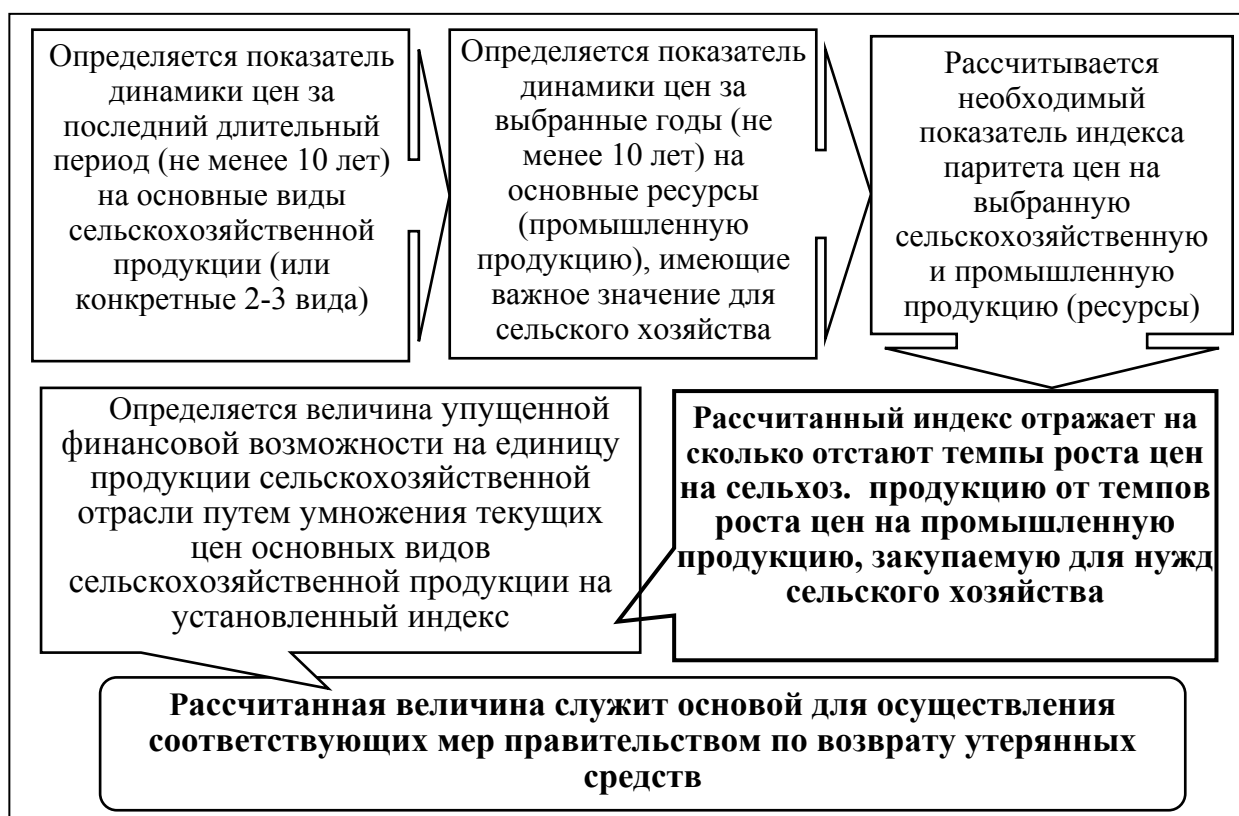 Определяется показатель
динамики цен за
последний длительный
период (не менее 10 лет)
на основные виды
сельскохозяйственной
продукции (или
конкретные 2-3 вида)
Определяется показатель
динамики цен за
выбранные годы (не
менее 10 лет) на
основные ресурсы
(промышленную
продукцию), имеющие
важное значение для
сельского хозяйства
Рассчитывается
необходимый
показатель индекса
паритета цен на
выбранную
сельскохозяйственную
и промышленную
продукцию (ресурсы)
Рассчитанный индекс отражает на
сколько отстают темпы роста цен
на сельхоз. продукцию от темпов
роста цен на промышленную
продукцию, закупаемую для нужд
сельского хозяйства
Определяется величина упущенной
финансовой возможности на единицу
продукции сельскохозяйственной
отрасли путем умножения текущих
цен основных видов
сельскохозяйственной продукции на
установленный индекс
Рассчитанная величина служит основой для осуществления
соответствующих мер правительством по возврату утерянных
средств